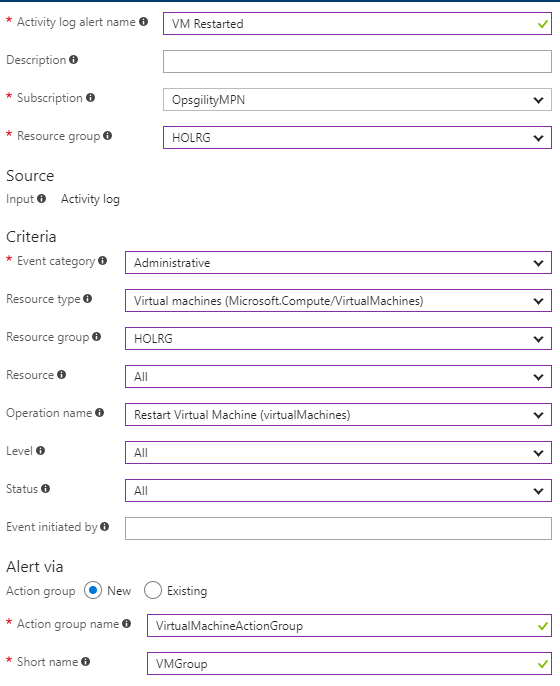 * Activity log alert name VM Restarted
Description
* Subscription OpsgilityMPN
* Resource group HOLRG
Source
Input Activity log
Criteria
* Event category Administrative
Resource type Virtual machines (Microsoft.Compute/VirtualMachines)
Resource group HOLRG
Resource All
Operation name Restart Virtual Machine (virtualMachines)
Level All
Status All
Event initiated by
Alert via
Action group New Existing
* Action group name VirtualMachineActionGroup
* Short name VMGroup